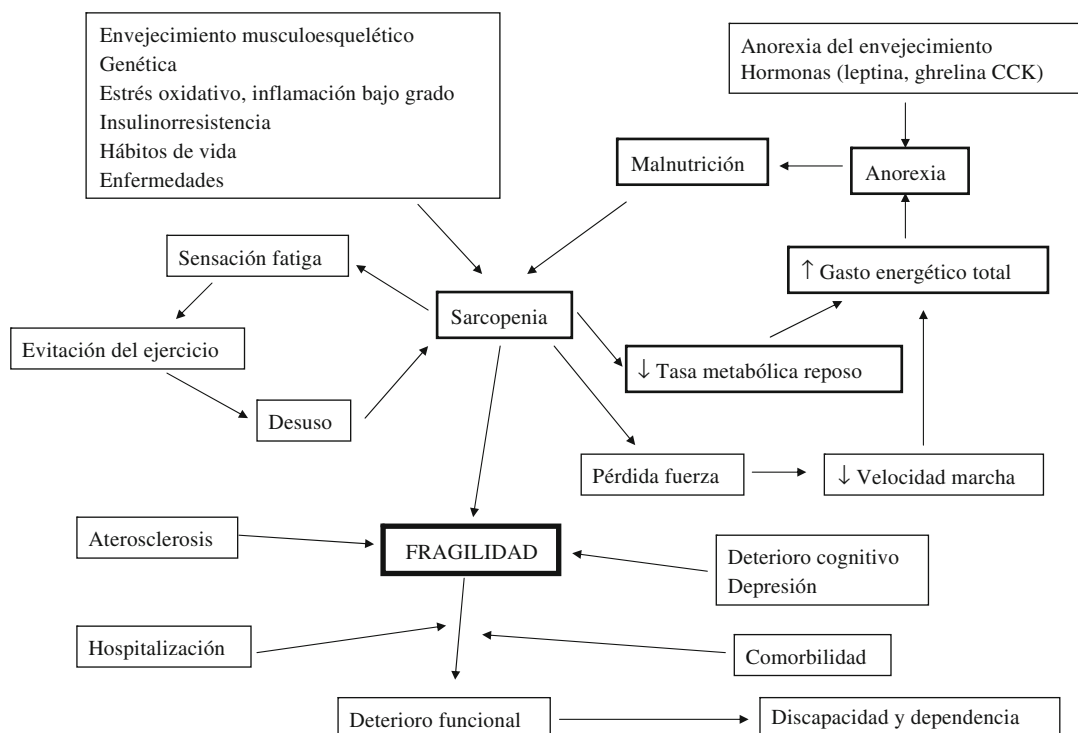 Envejecimiento musculoesquelético
Genética
Estrés oxidativo, inflamación bajo grado
Insulinorresistencia
Hábitos de vida
Enfermedades
Anorexia del envejecimiento
Hormonas (leptina, ghrelina CCK)
Malnutrición
Anorexia
Sensación fatiga
↑ Gasto energético total
Sarcopenia
Evitación del ejercicio
↓ Tasa metabólica reposo
Desuso
Pérdida fuerza
↓ Velocidad marcha
Aterosclerosis
FRAGILIDAD
Deterioro cognitivo
Depresión
Hospitalización
Comorbilidad
Deterioro funcional
Discapacidad y dependencia